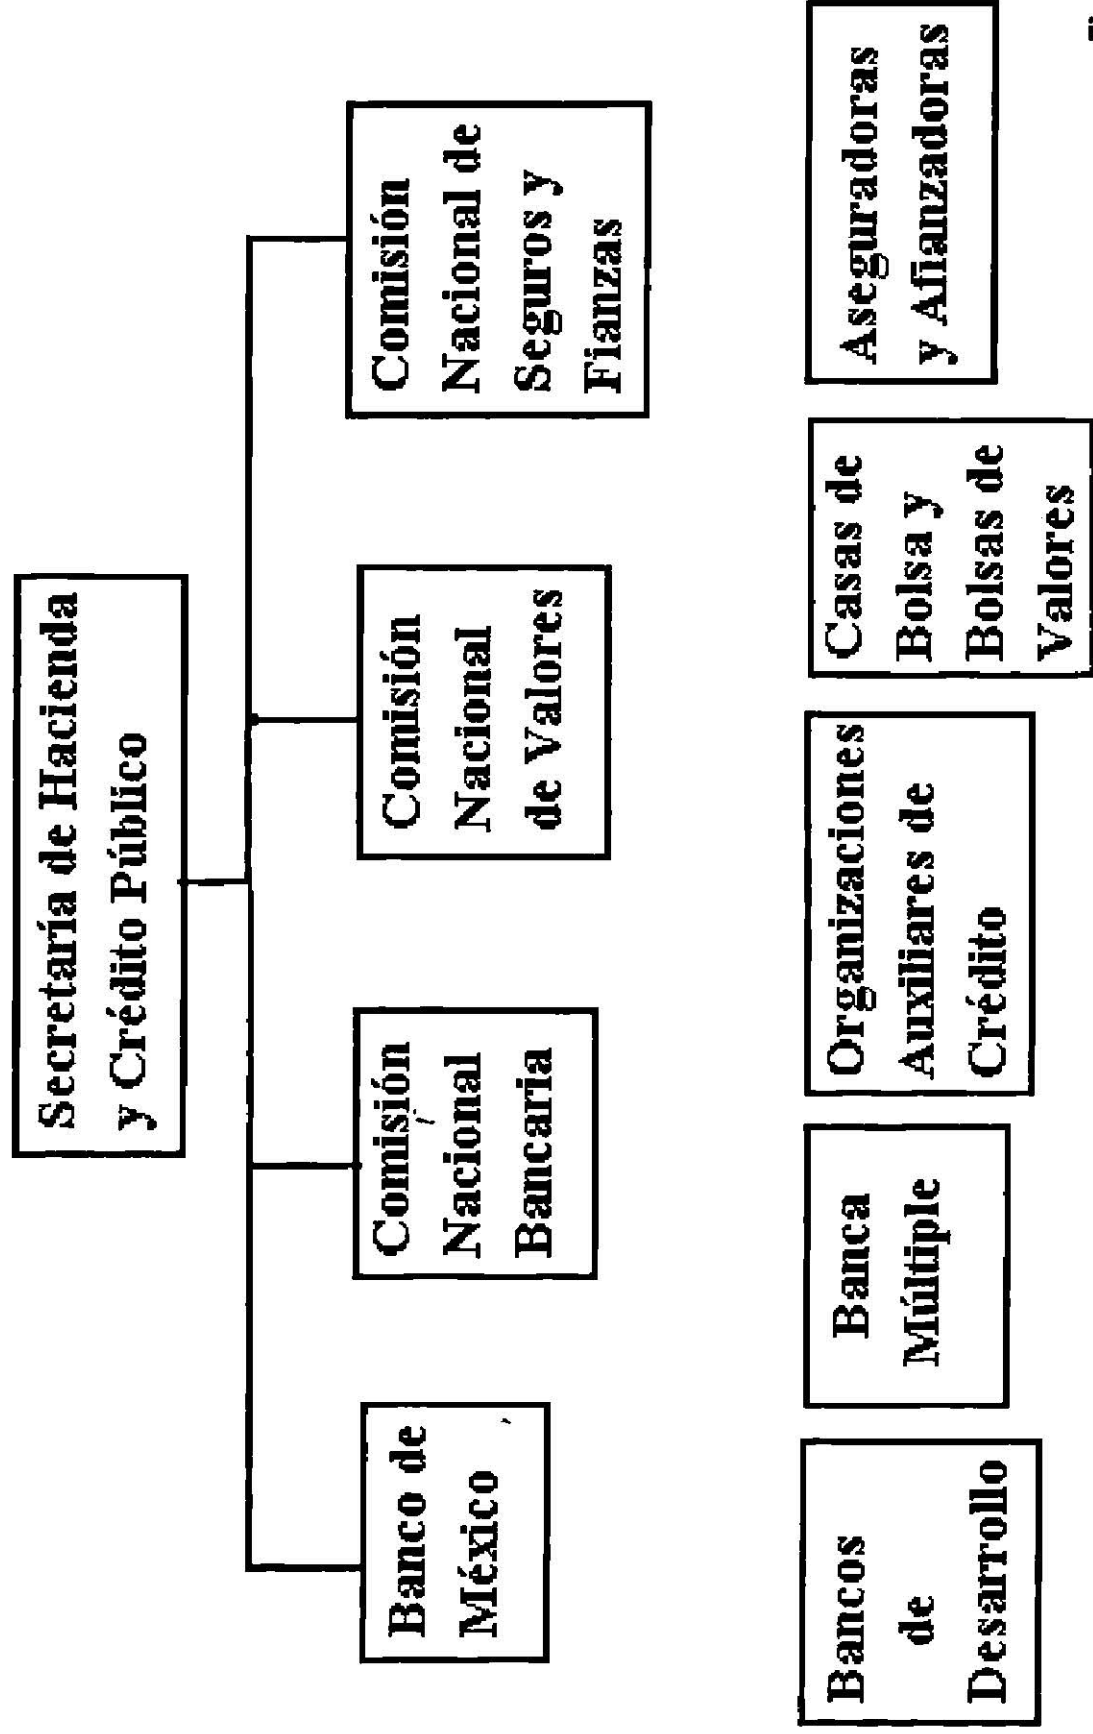 Secretaría de Hacienda
y Crédito Público
Banco de
México
Comisión
Nacional
Bancaria
Comisión
Nacional
de Valores
Comisión
Nacional de
Seguros y
Fianzas
Bancos
de
Desarrollo
Banca
Múltiple
Organizaciones
Auxiliares de
Crédito
Casas de
Bolsa y
Bolsas de
Valores
Aseguradoras
y Afianzadoras